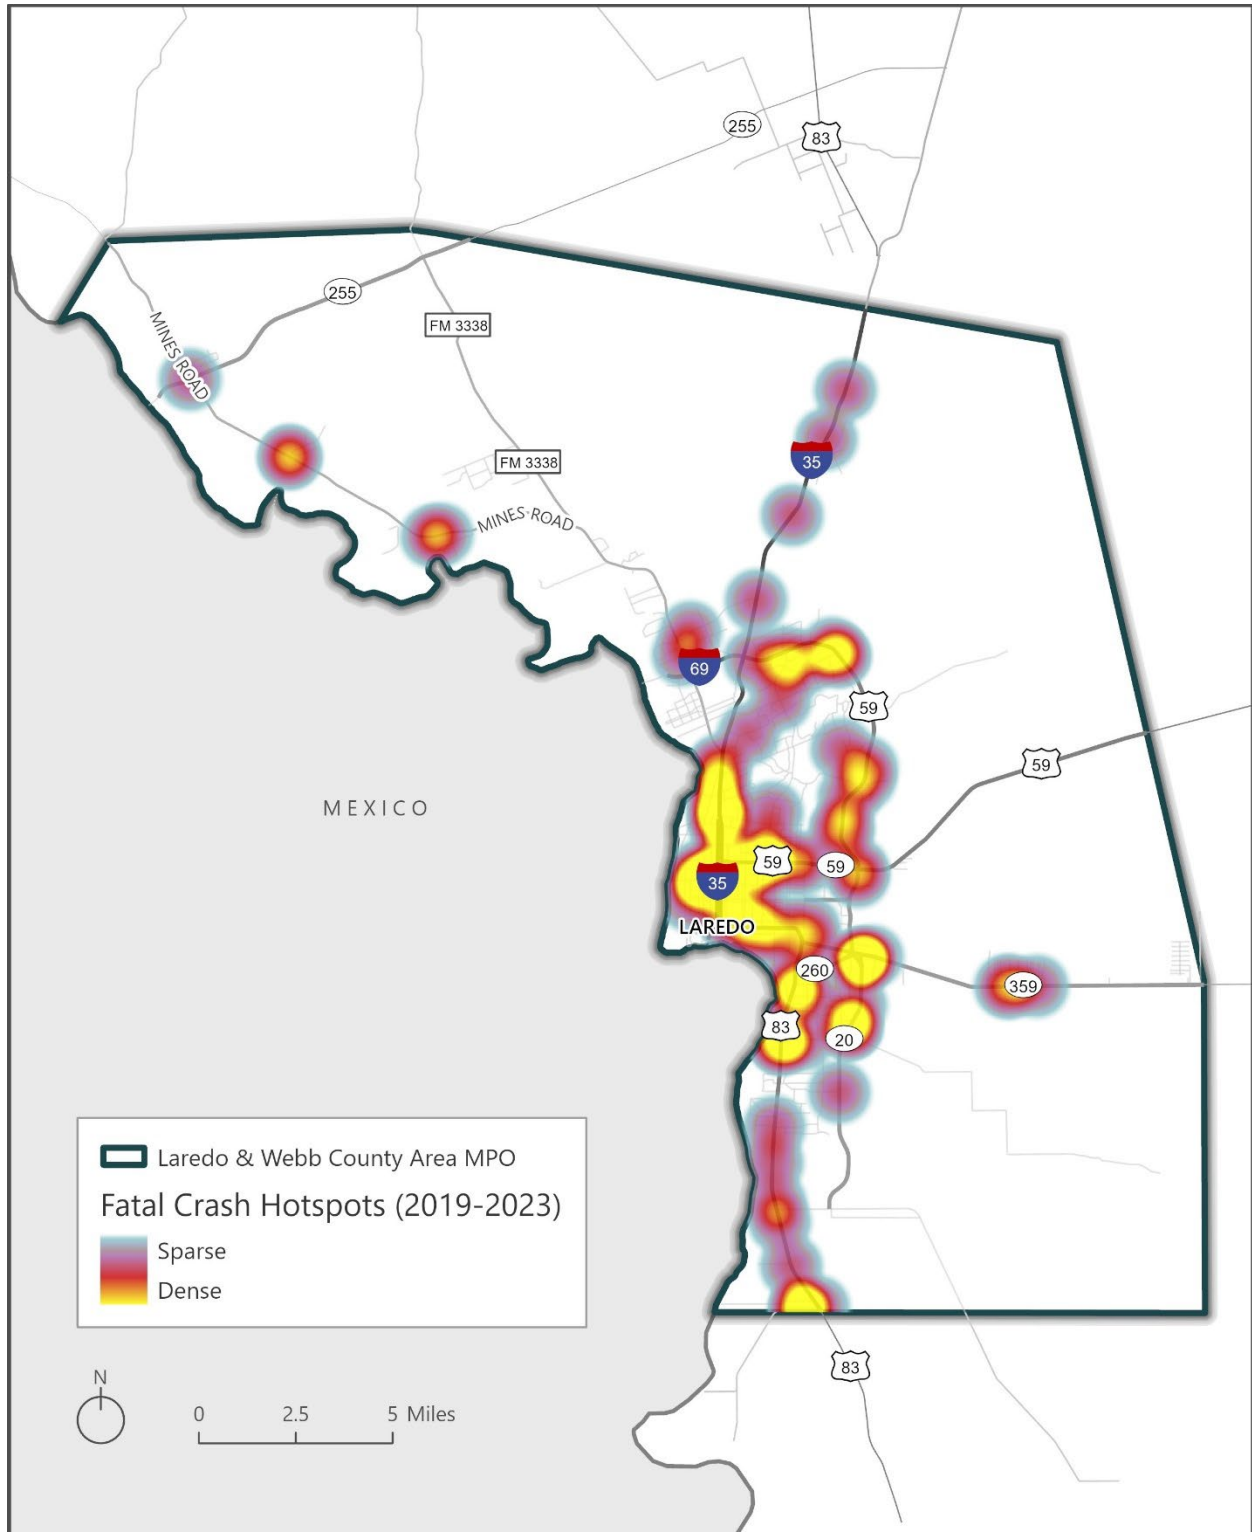 255
83
255
FM 3338
MINES ROAD
FM 3338
35
MINES ROAD
69
59
59
MEXICO
59
59
35
LAREDO
260
359
83
20
Laredo & Webb County Area MPO
Fatal Crash Hotspots (2019-2023)
Sparse
Dense
83
N
0 2.5 5 Miles